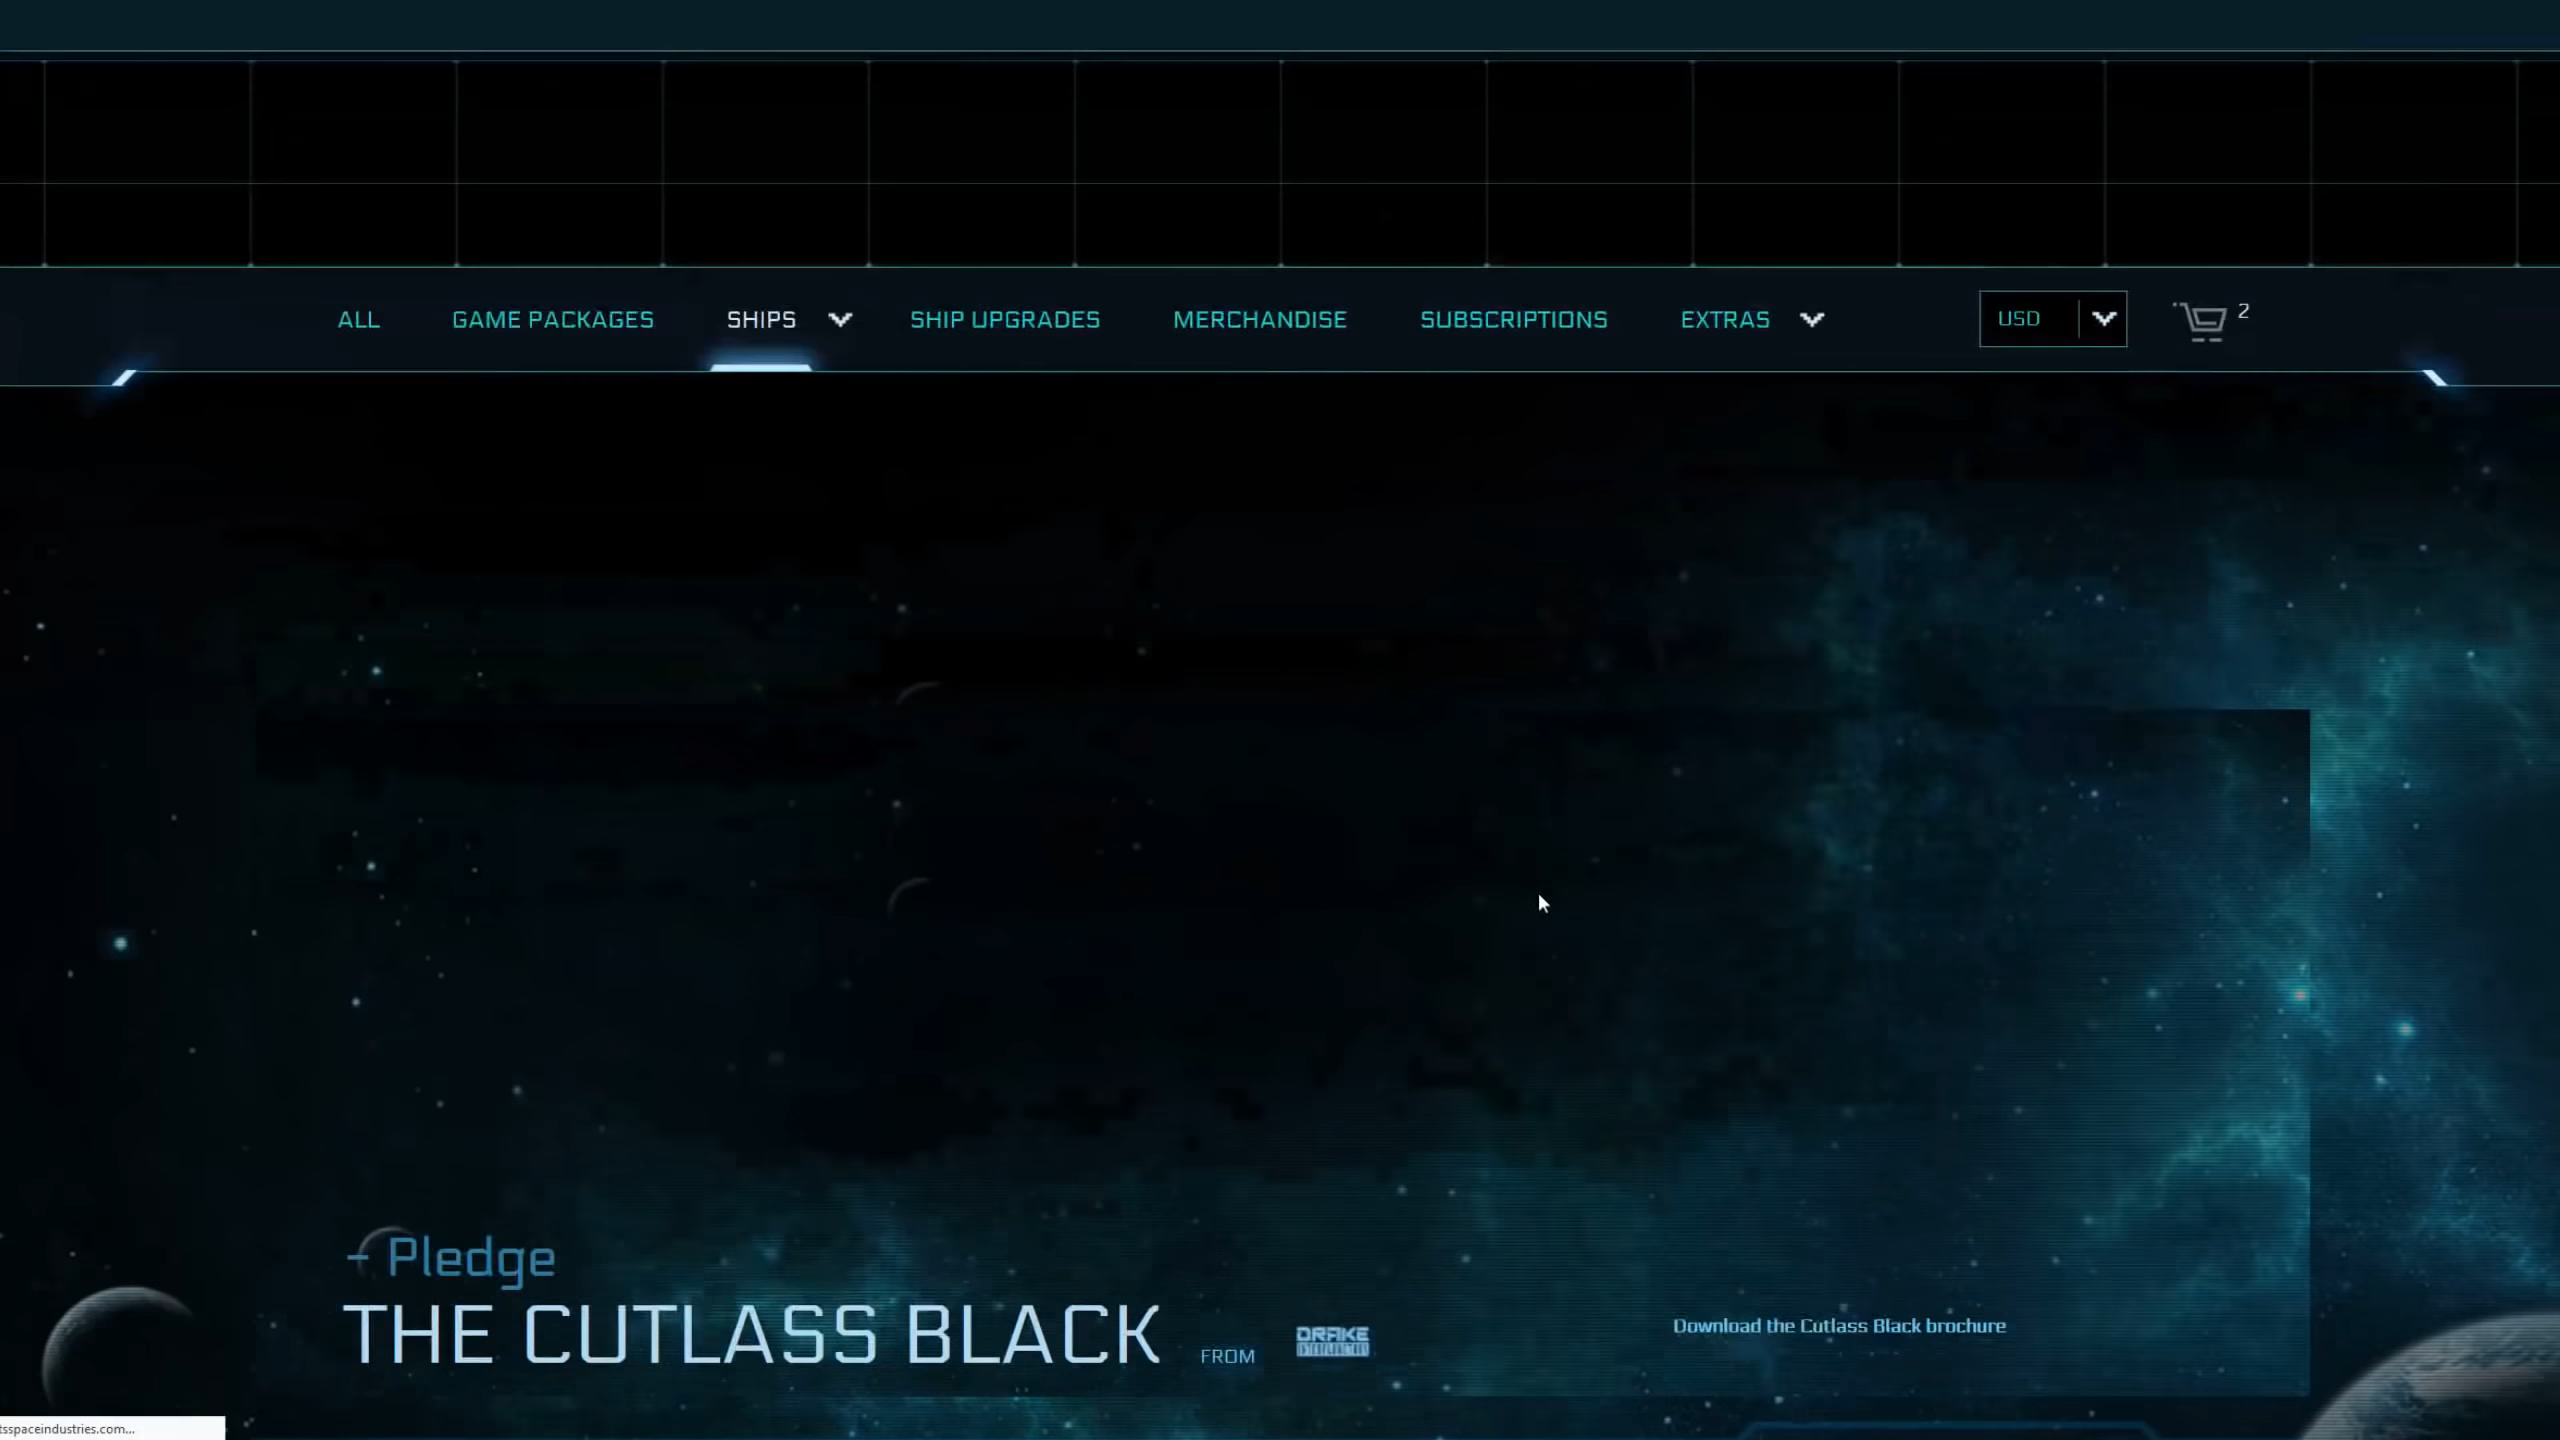 ALL GAME PACKAGES SHIPS SHIP UPGRADES MERCHANDISE SUBSCRIPTIONS EXTRAS USD 2
- Pledge
THE CUTLASS BLACK FROM DRAKE
Download the Cutlass Black brochure
tsspaceindustries.com...